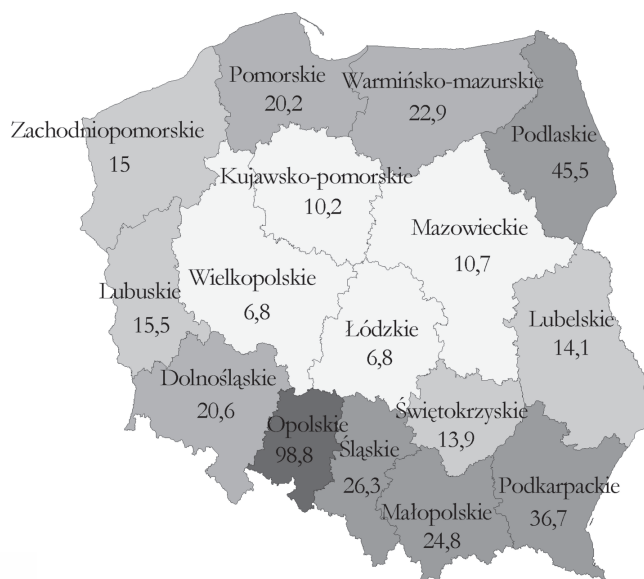 Pomorskie
20,2
Warmińsko-mazurskie
22,9
Zachodniopomorskie
15
Podlaskie
45,5
Kujawsko-pomorskie
10,2
Mazowieckie
10,7
Wielkopolskie
6,8
Lubuskie
15,5
Łódzkie
6,8
Lubelskie
14,1
Dolnośląskie
20,6
Opolskie
98,8
Śląskie
26,3
Świętokrzyskie
13,9
Małopolskie
24,8
Podkarpackie
36,7